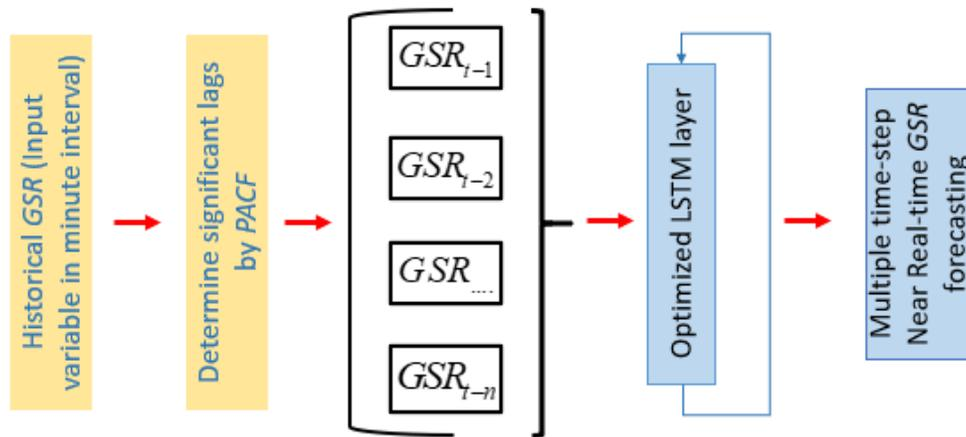 Historical GSR (Input
variable in minute interval)
Determine significant lags
by PACF
GSR_{t-1}
GSR_{t-2}
GSR_{....}
GSR_{t-n}
Optimized LSTM layer
Multiple time-step
Near Real-time GSR
forecasting